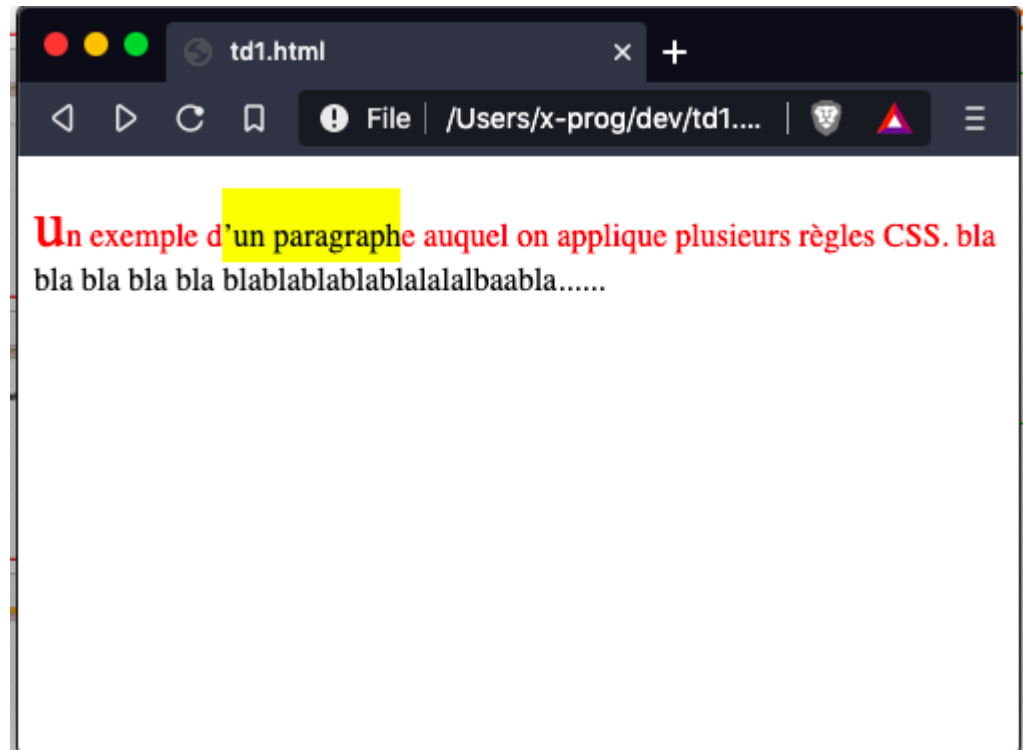 td1.html
File /Users/x-prog/dev/td1....
un exemple d’un paragraphe auquel on applique plusieurs règles CSS. bla
bla bla bla bla blablablablablalalalbaabla......